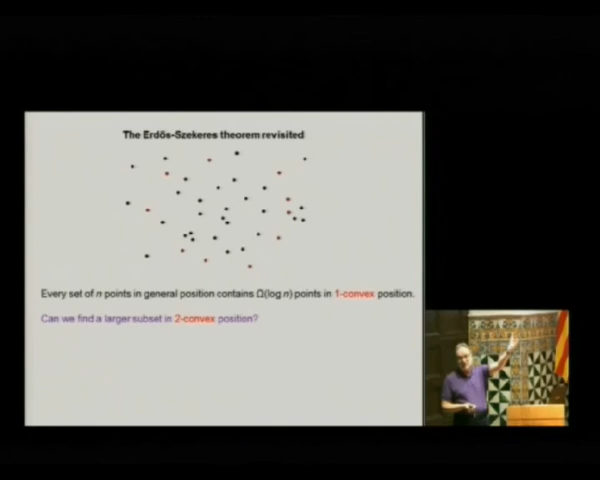 The Erdös-Szekeres theorem revisited
Every set of n points in general position contains Ω(log n) points in 1-convex position.
Can we find a larger subset in 2-convex position?